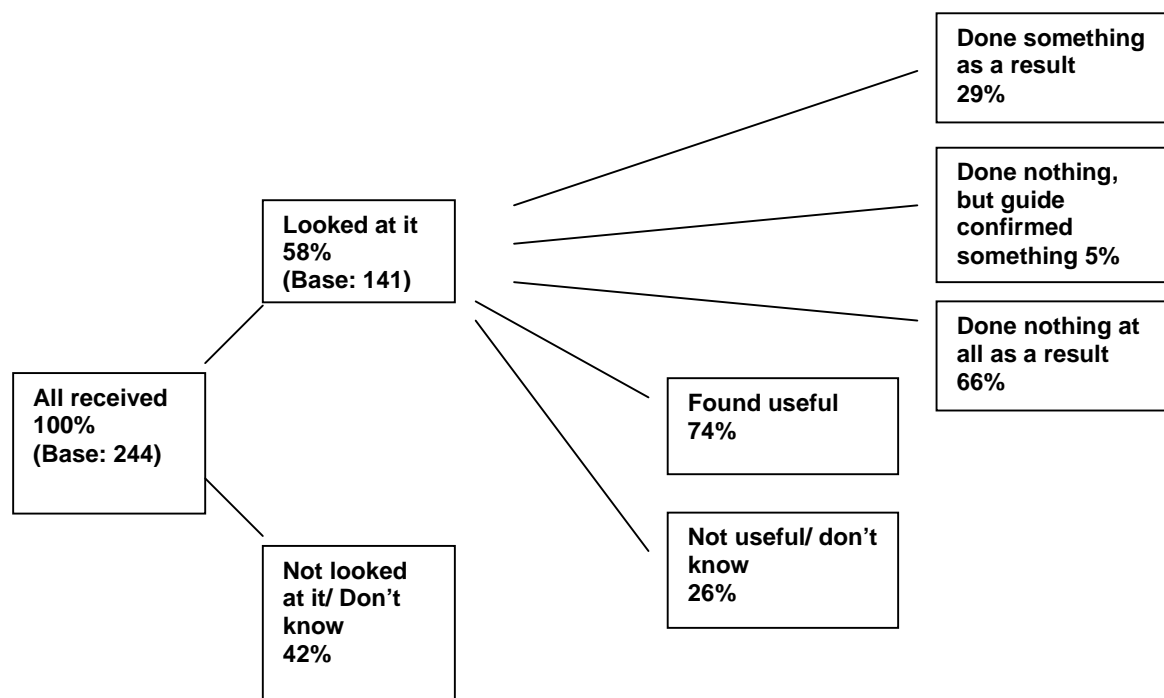 All received
100%
(Base: 244)
Looked at it
58%
(Base: 141)
Not looked
at it/ Don't
know
42%
Done something
as a result
29%
Done nothing,
but guide
confirmed
something 5%
Done nothing at
all as a result
66%
Found useful
74%
Not useful/ don't
know
26%